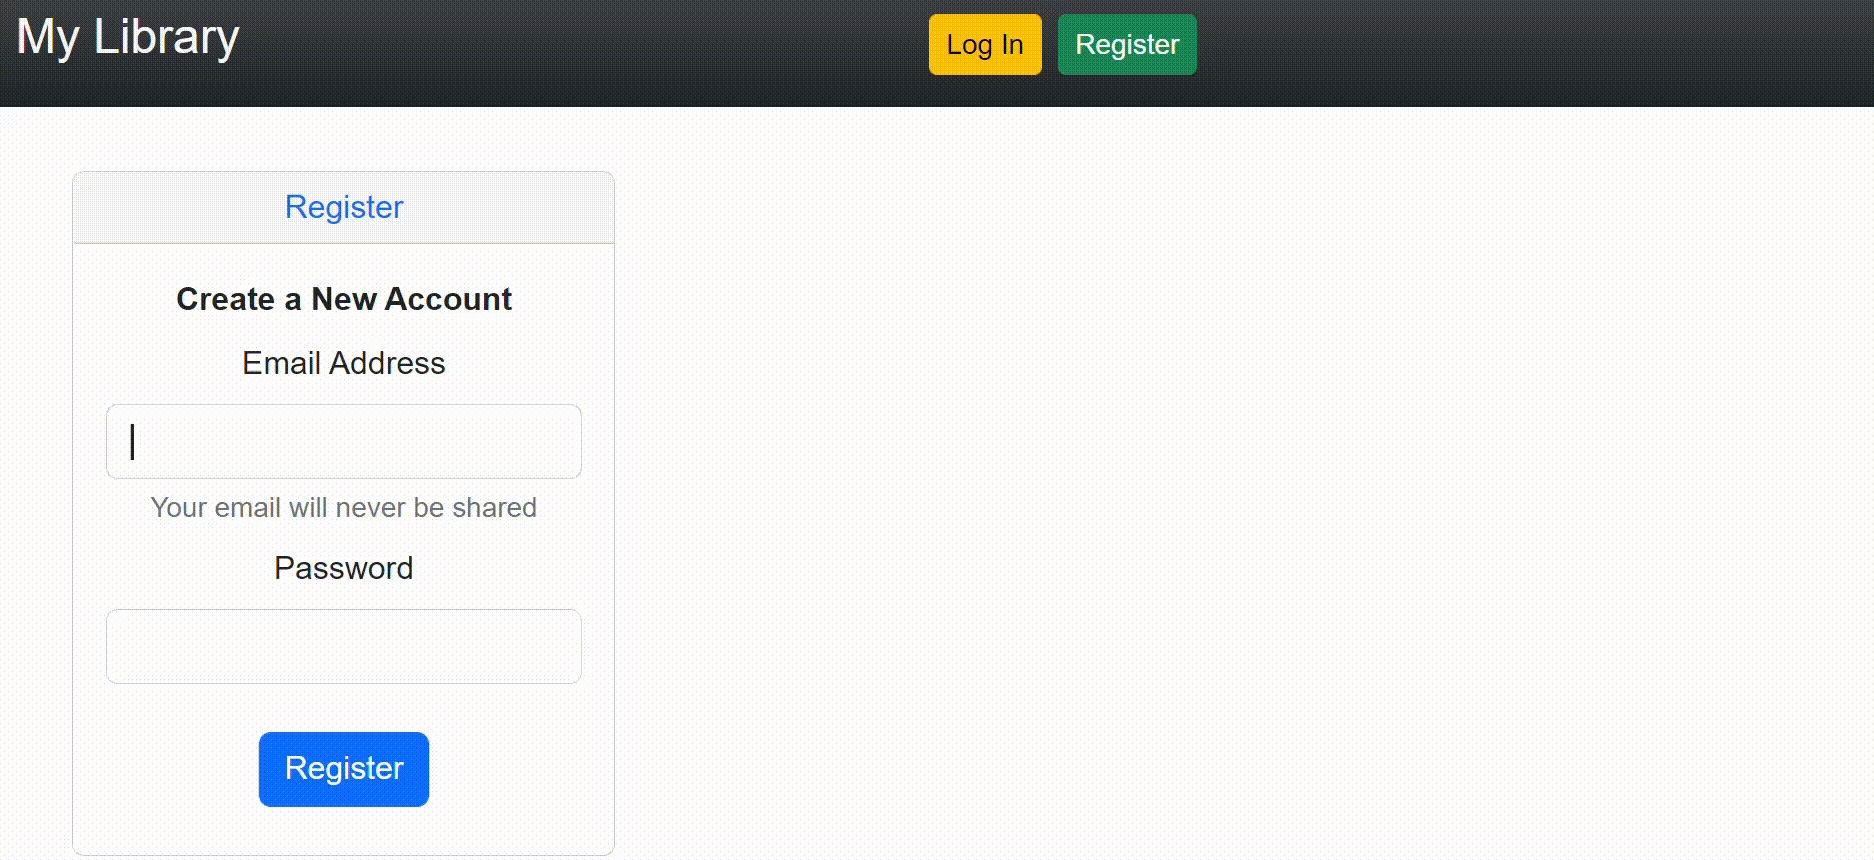 My Library
Log In Register
Register
Create a New Account
Email Address
Your email will never be shared
Password
Register